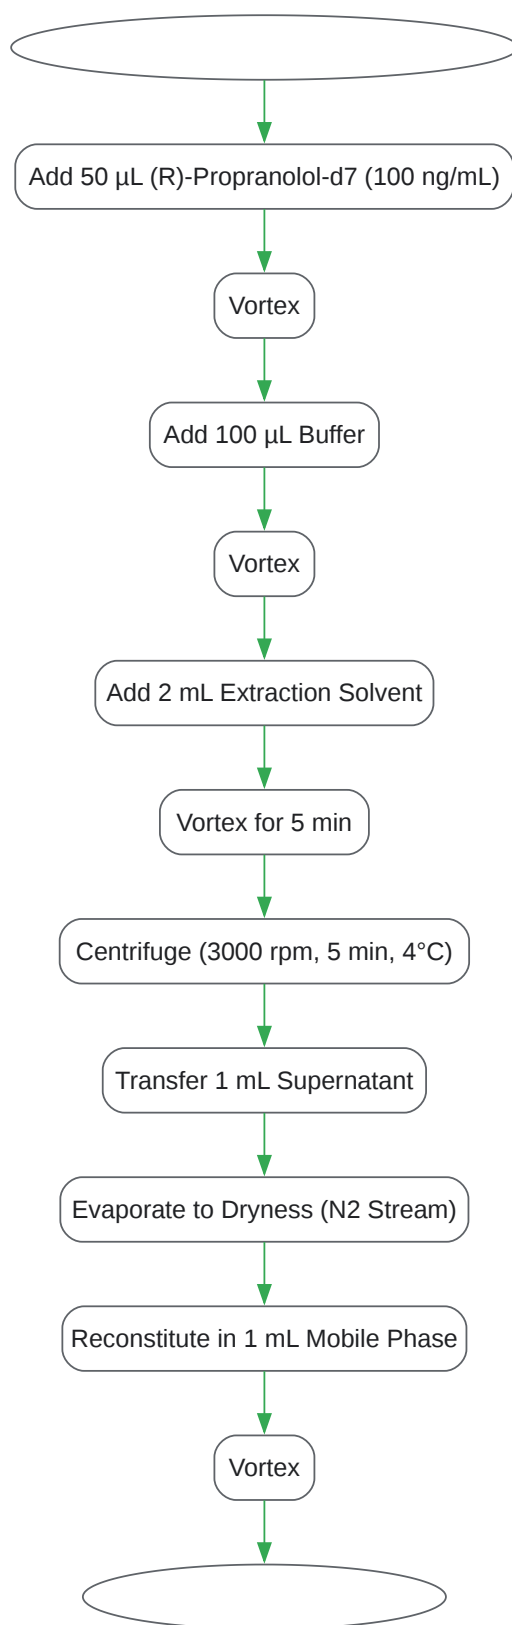 Add 50 µL (R)-Propranolol-d7 (100 ng/mL)
Vortex
Add 100 µL Buffer
Vortex
Add 2 mL Extraction Solvent
Vortex for 5 min
Centrifuge (3000 rpm, 5 min, 4°C)
Transfer 1 mL Supernatant
Evaporate to Dryness (N2 Stream)
Reconstitute in 1 mL Mobile Phase
Vortex